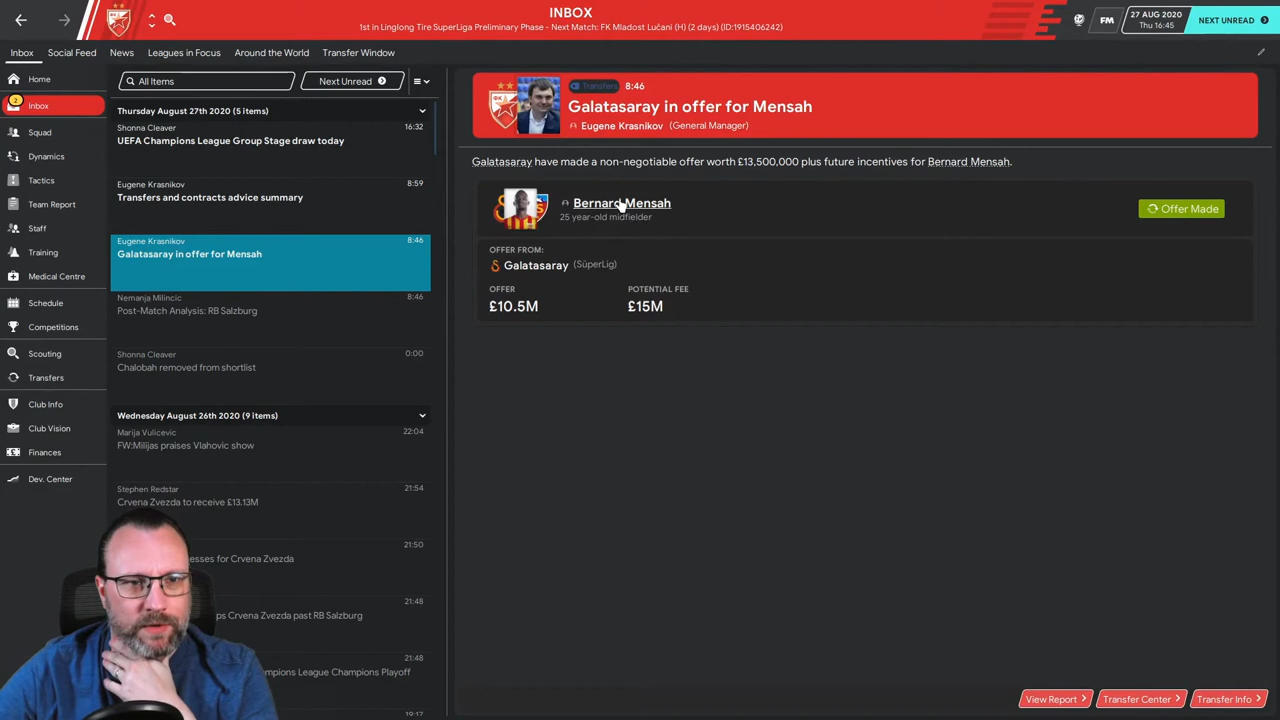 INBOX
1st in Linglong Tire SuperLiga Preliminary Phase - Next Match: FK Mladost Lučani (H) (2 days) (ID:1915406242)
FM
27 AUG 2020
Thu 16:45
NEXT UNREAD
Inbox Social Feed News Leagues in Focus Around the World Transfer Window
Home
2
Inbox
Squad
Dynamics
Tactics
Team Report
Staff
Training
Medical Centre
Schedule
Competitions
Scouting
Transfers
Club Info
Club Vision
Finances
Dev. Center
All Items
Next Unread
Thursday August 27th 2020 (5 items)
Shonna Cleaver 16:32
UEFA Champions League Group Stage draw today
Eugene Krasnikov 8:59
Transfers and contracts advice summary
Eugene Krasnikov 8:46
Galatasaray in offer for Mensah
Nemanja Milincic 8:46
Post-Match Analysis: RB Salzburg
Shonna Cleaver 0:00
Chalobah removed from shortlist
Wednesday August 26th 2020 (9 items)
Marija Vulicevic 22:04
FW:Milijas praises Vlahovic show
Stephen Redstar 21:54
Crvena Zvezda to receive £13.13M
21:50
esses for Crvena Zvezda
21:48
ps Crvena Zvezda past RB Salzburg
21:48
mpions League Champions Playoff
19:17
Transfers 8:46
Galatasaray in offer for Mensah
Eugene Krasnikov (General Manager)
Galatasaray have made a non-negotiable offer worth £13,500,000 plus future incentives for Bernard Mensah.
Bernard Mensah
25 year-old midfielder
Offer Made
OFFER FROM:
Galatasaray (SüperLig)
OFFER POTENTIAL FEE
£10.5M £15M
View Report Transfer Center Transfer Info